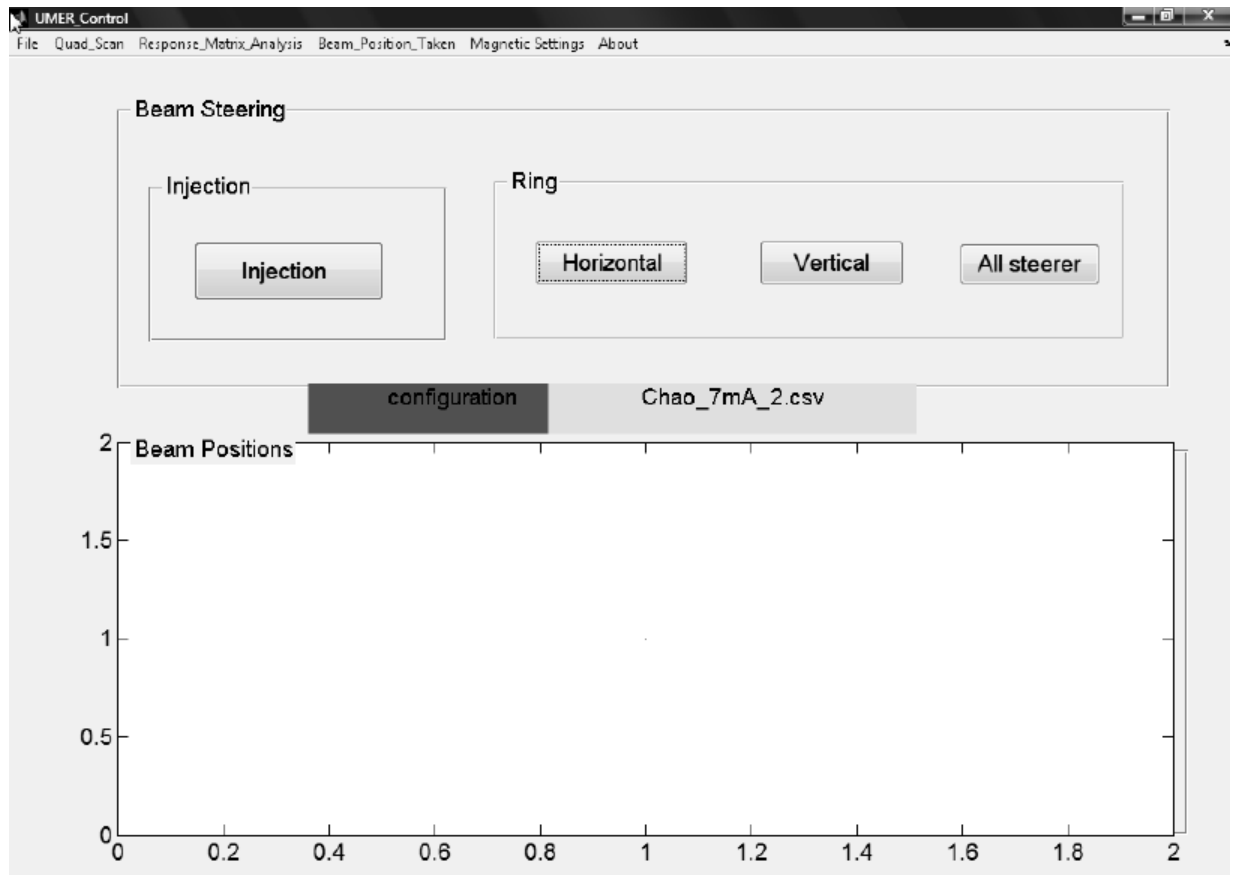 UMER_Control
File Quad_Scan Response_Matrix_Analysis Beam_Position_Taken Magnetic Settings About
Beam Steering
Injection
Ring
Injection
Horizontal
Vertical
All steerer
configuration
Chao_7mA_2.csv
Beam Positions
2
1.5
1
0.5
0
0 0.2 0.4 0.6 0.8 1 1.2 1.4 1.6 1.8 2